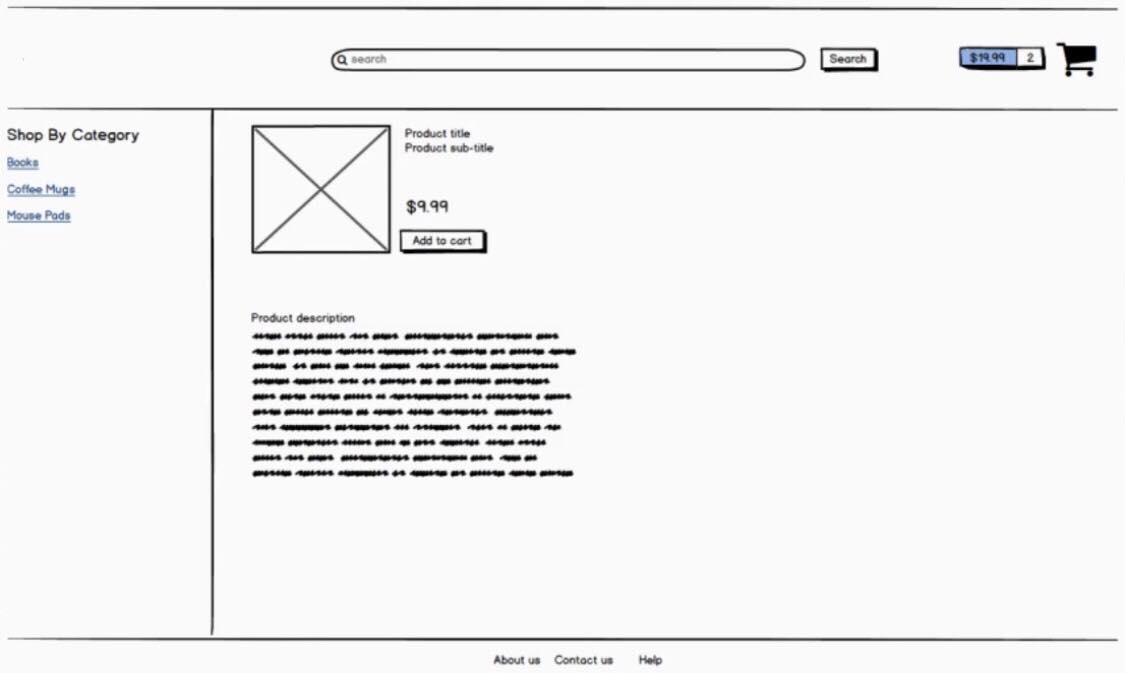 search
Search
$19.99 2
Shop By Category
Books
Coffee Mugs
Mouse Pads
Product title
Product sub-title
$9.99
Add to cart
Product description
About us Contact us Help